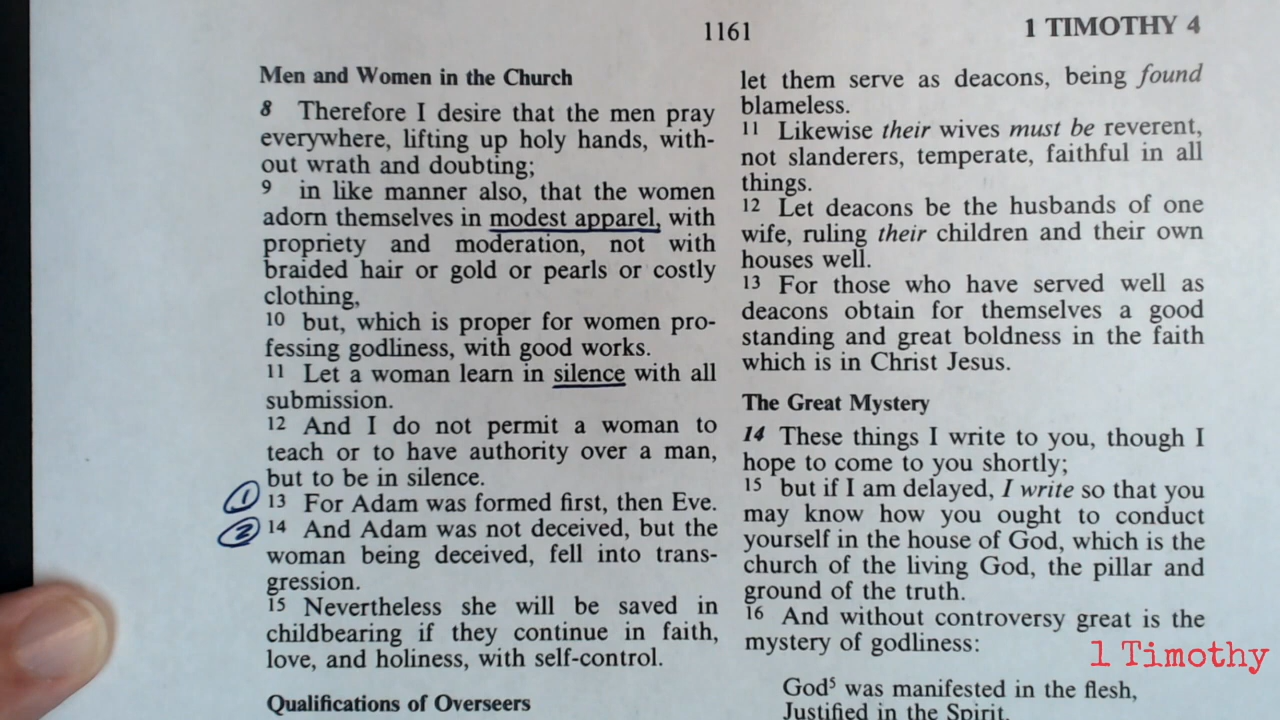 1161
1 TIMOTHY 4
Men and Women in the Church
8 Therefore I desire that the men pray
everywhere, lifting up holy hands, with-
out wrath and doubting;
9 in like manner also, that the women
adorn themselves in modest apparel, with
propriety and moderation, not with
braided hair or gold or pearls or costly
clothing,
10 but, which is proper for women pro-
fessing godliness, with good works.
11 Let a woman learn in silence with all
submission.
12 And I do not permit a woman to
teach or to have authority over a man,
but to be in silence.
1 13 For Adam was formed first, then Eve.
2 14 And Adam was not deceived, but the
woman being deceived, fell into trans-
gression.
15 Nevertheless she will be saved in
childbearing if they continue in faith,
love, and holiness, with self-control.
Qualifications of Overseers
let them serve as deacons, being found
blameless.
11 Likewise their wives must be reverent,
not slanderers, temperate, faithful in all
things.
12 Let deacons be the husbands of one
wife, ruling their children and their own
houses well.
13 For those who have served well as
deacons obtain for themselves a good
standing and great boldness in the faith
which is in Christ Jesus.
The Great Mystery
14 These things I write to you, though I
hope to come to you shortly;
15 but if I am delayed, I write so that you
may know how you ought to conduct
yourself in the house of God, which is the
church of the living God, the pillar and
ground of the truth.
16 And without controversy great is the
mystery of godliness:
God5 was manifested in the flesh,
Justified in the Spirit,
1 Timothy